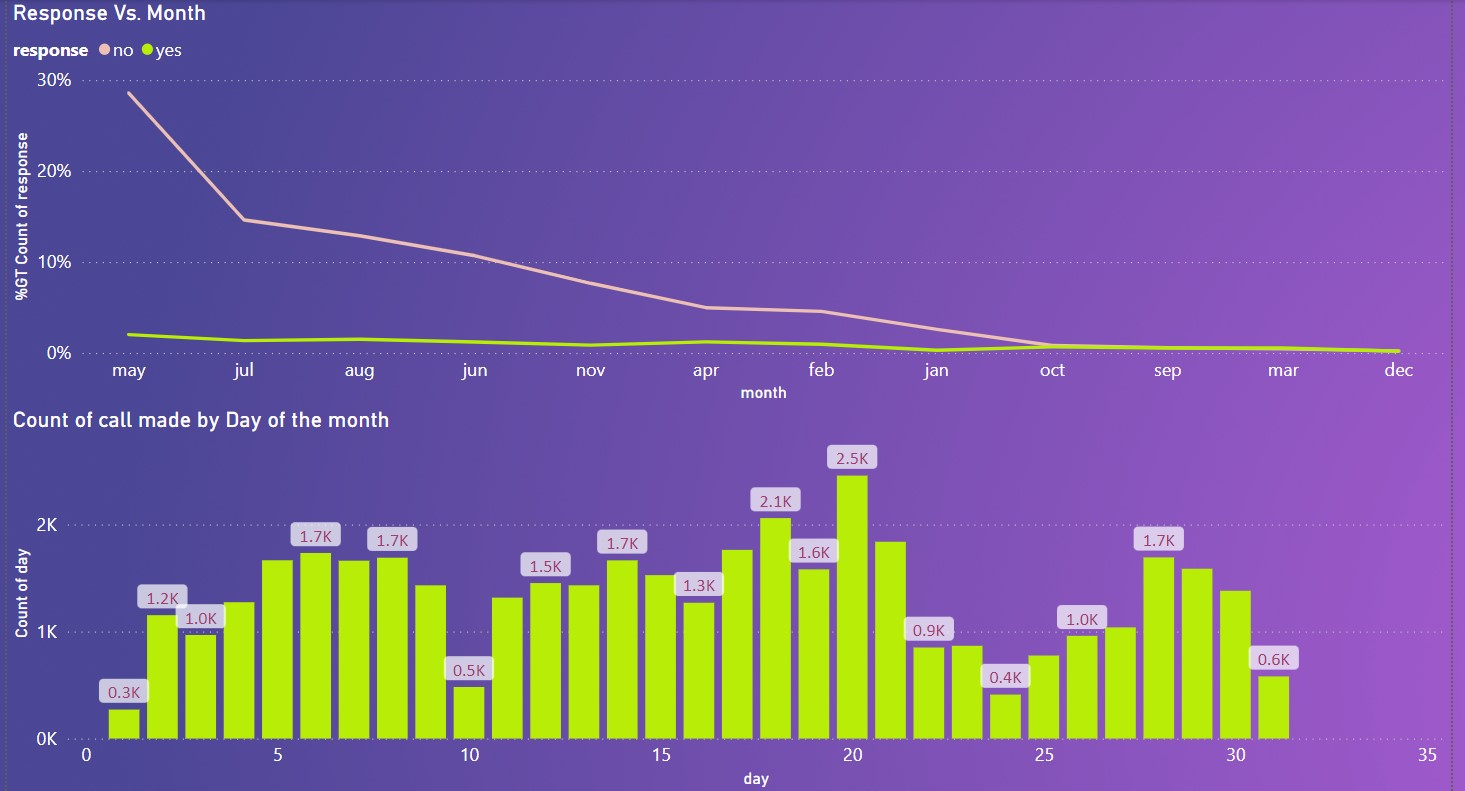 Response Vs. Month
response no yes
30%
20%
10%
0%
%GT Count of response
may jul aug jun nov apr feb jan oct sep mar dec
month
Count of call made by Day of the month
2.5K
2.1K
1.7K 1.7K 1.7K 1.6K 1.7K
1.5K
1.2K 1.0K 1.3K 1.0K
0.9K
0.5K 0.4K 0.6K
0.3K
2K
1K
0K
Count of day
0 5 10 15 20 25 30 35
day